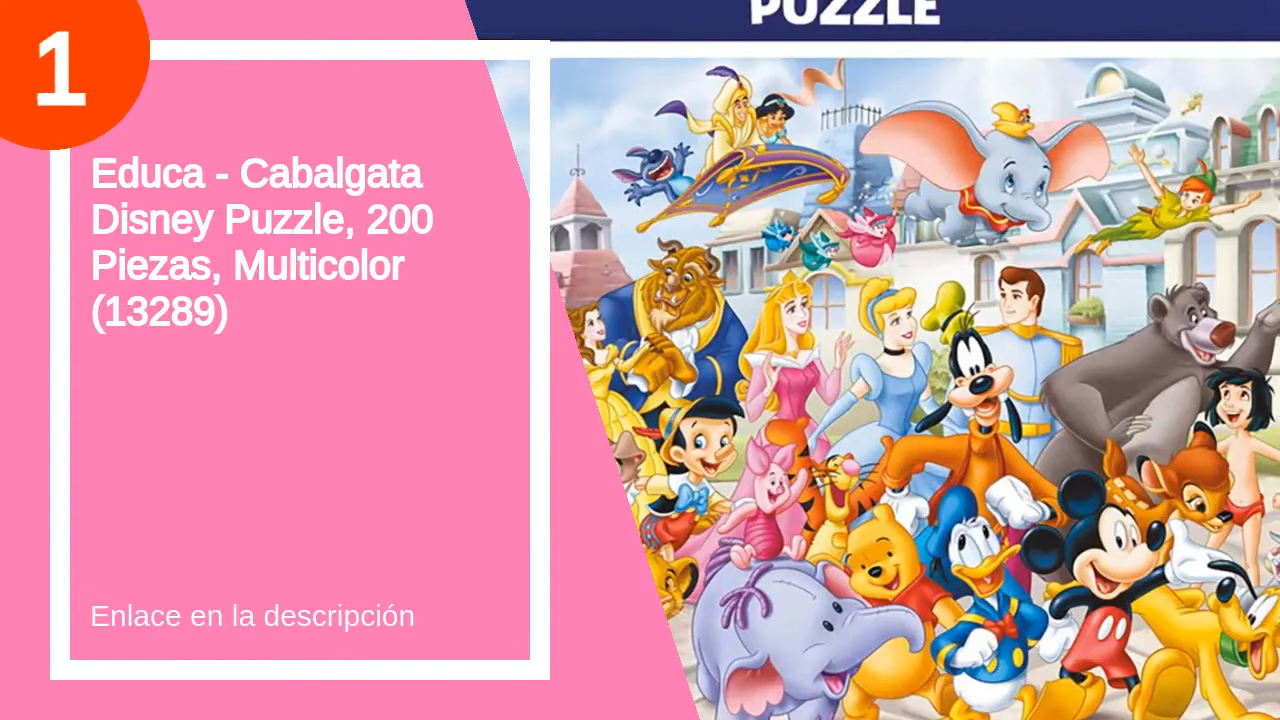 PUZZLE
1
Educa - Cabalgata
Disney Puzzle, 200
Piezas, Multicolor
(13289)
Enlace en la descripción